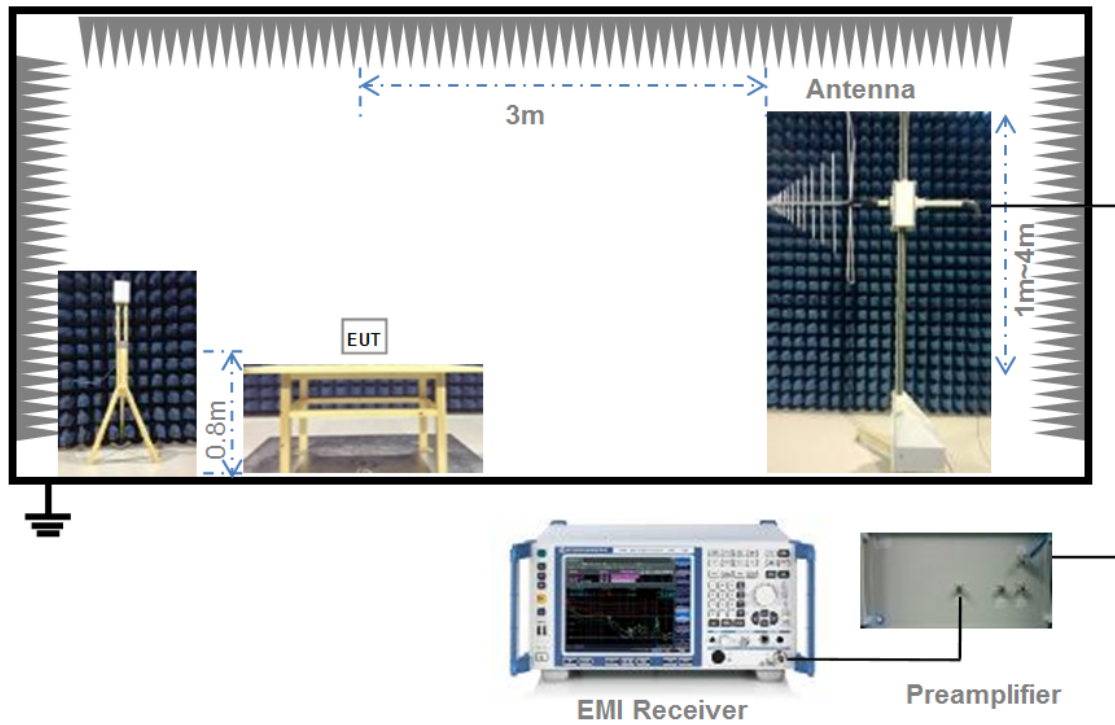 Antenna
3m
1m~4m
EUT
0.8m
EMI Receiver
Preamplifier